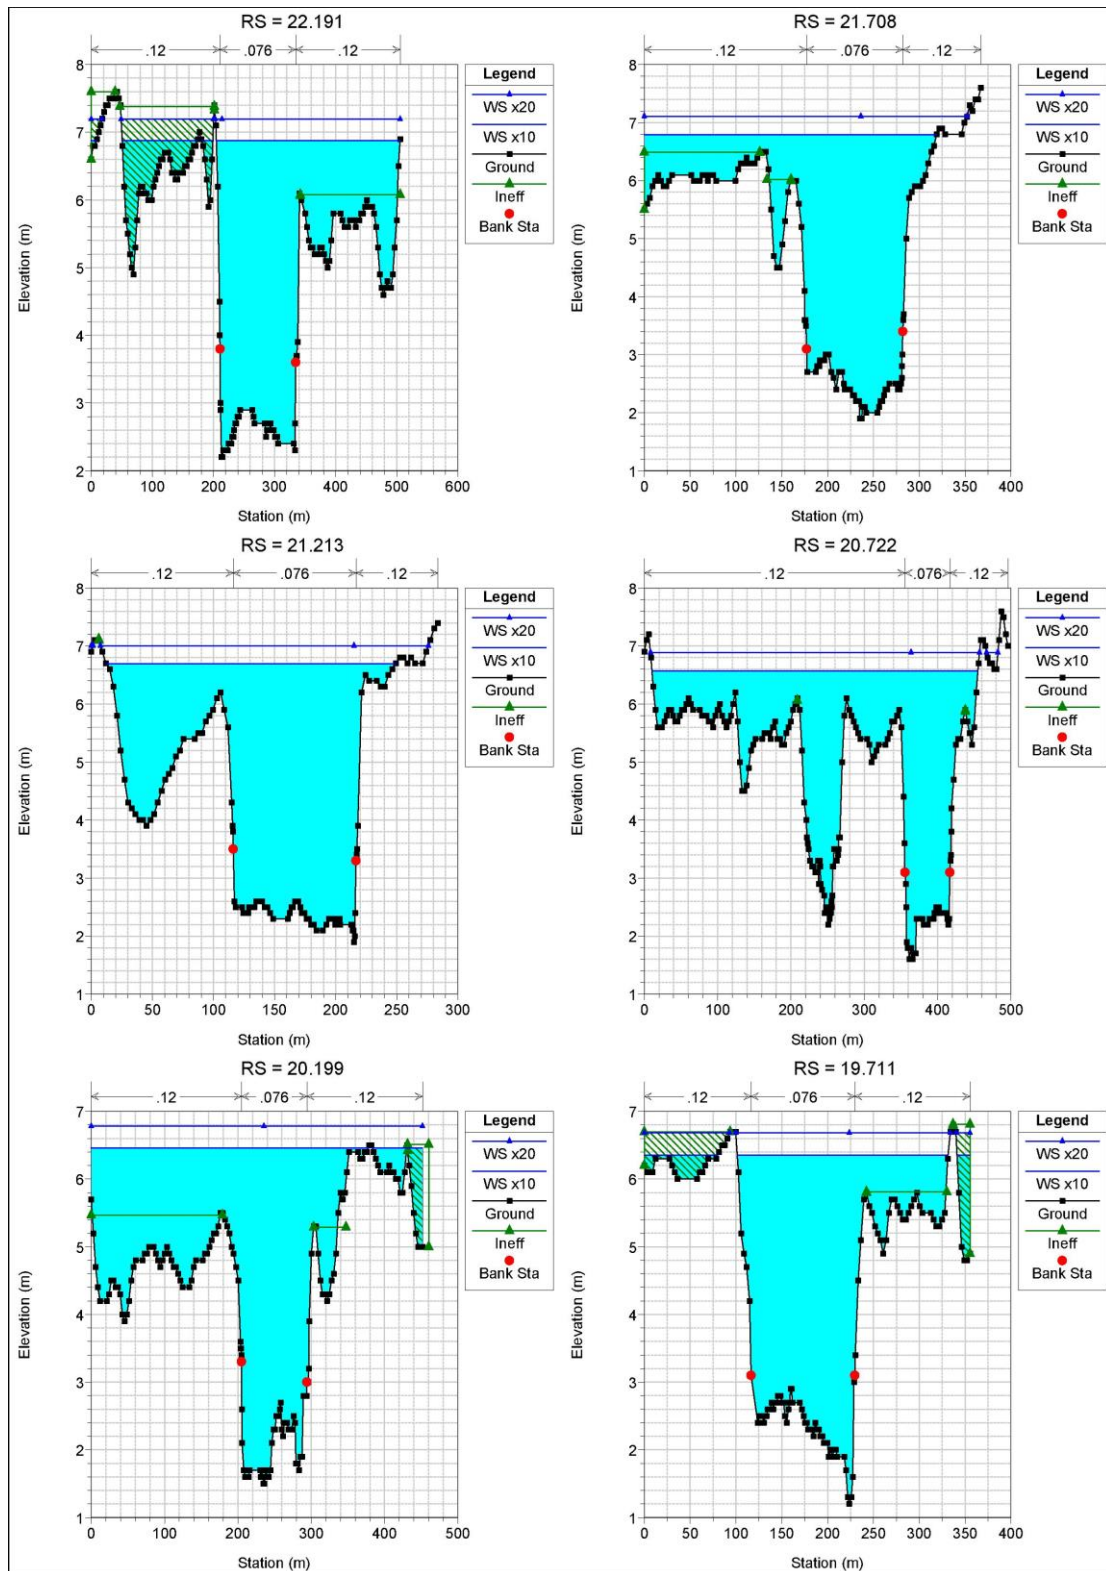 RS = 22.191
.12 .076 .12
Legend
WS x20
WS x10
Ground
Ineff
Bank Sta
8
7
6
5
4
3
2
Elevation (m)
0 100 200 300 400 500 600
Station (m)
RS = 21.708
.12 .076 .12
Legend
WS x20
WS x10
Ground
Ineff
Bank Sta
8
7
6
5
4
3
2
1
Elevation (m)
0 50 100 150 200 250 300 350 400
Station (m)
RS = 21.213
.12 .076 .12
Legend
WS x20
WS x10
Ground
Ineff
Bank Sta
8
7
6
5
4
3
2
1
Elevation (m)
0 50 100 150 200 250 300
Station (m)
RS = 20.722
.12 .076 .12
Legend
WS x20
WS x10
Ground
Ineff
Bank Sta
8
7
6
5
4
3
2
1
Elevation (m)
0 100 200 300 400 500
Station (m)
RS = 20.199
.12 .076 .12
Legend
WS x20
WS x10
Ground
Ineff
Bank Sta
7
6
5
4
3
2
1
Elevation (m)
0 100 200 300 400 500
Station (m)
RS = 19.711
.12 .076 .12
Legend
WS x20
WS x10
Ground
Ineff
Bank Sta
7
6
5
4
3
2
1
Elevation (m)
0 50 100 150 200 250 300 350 400
Station (m)